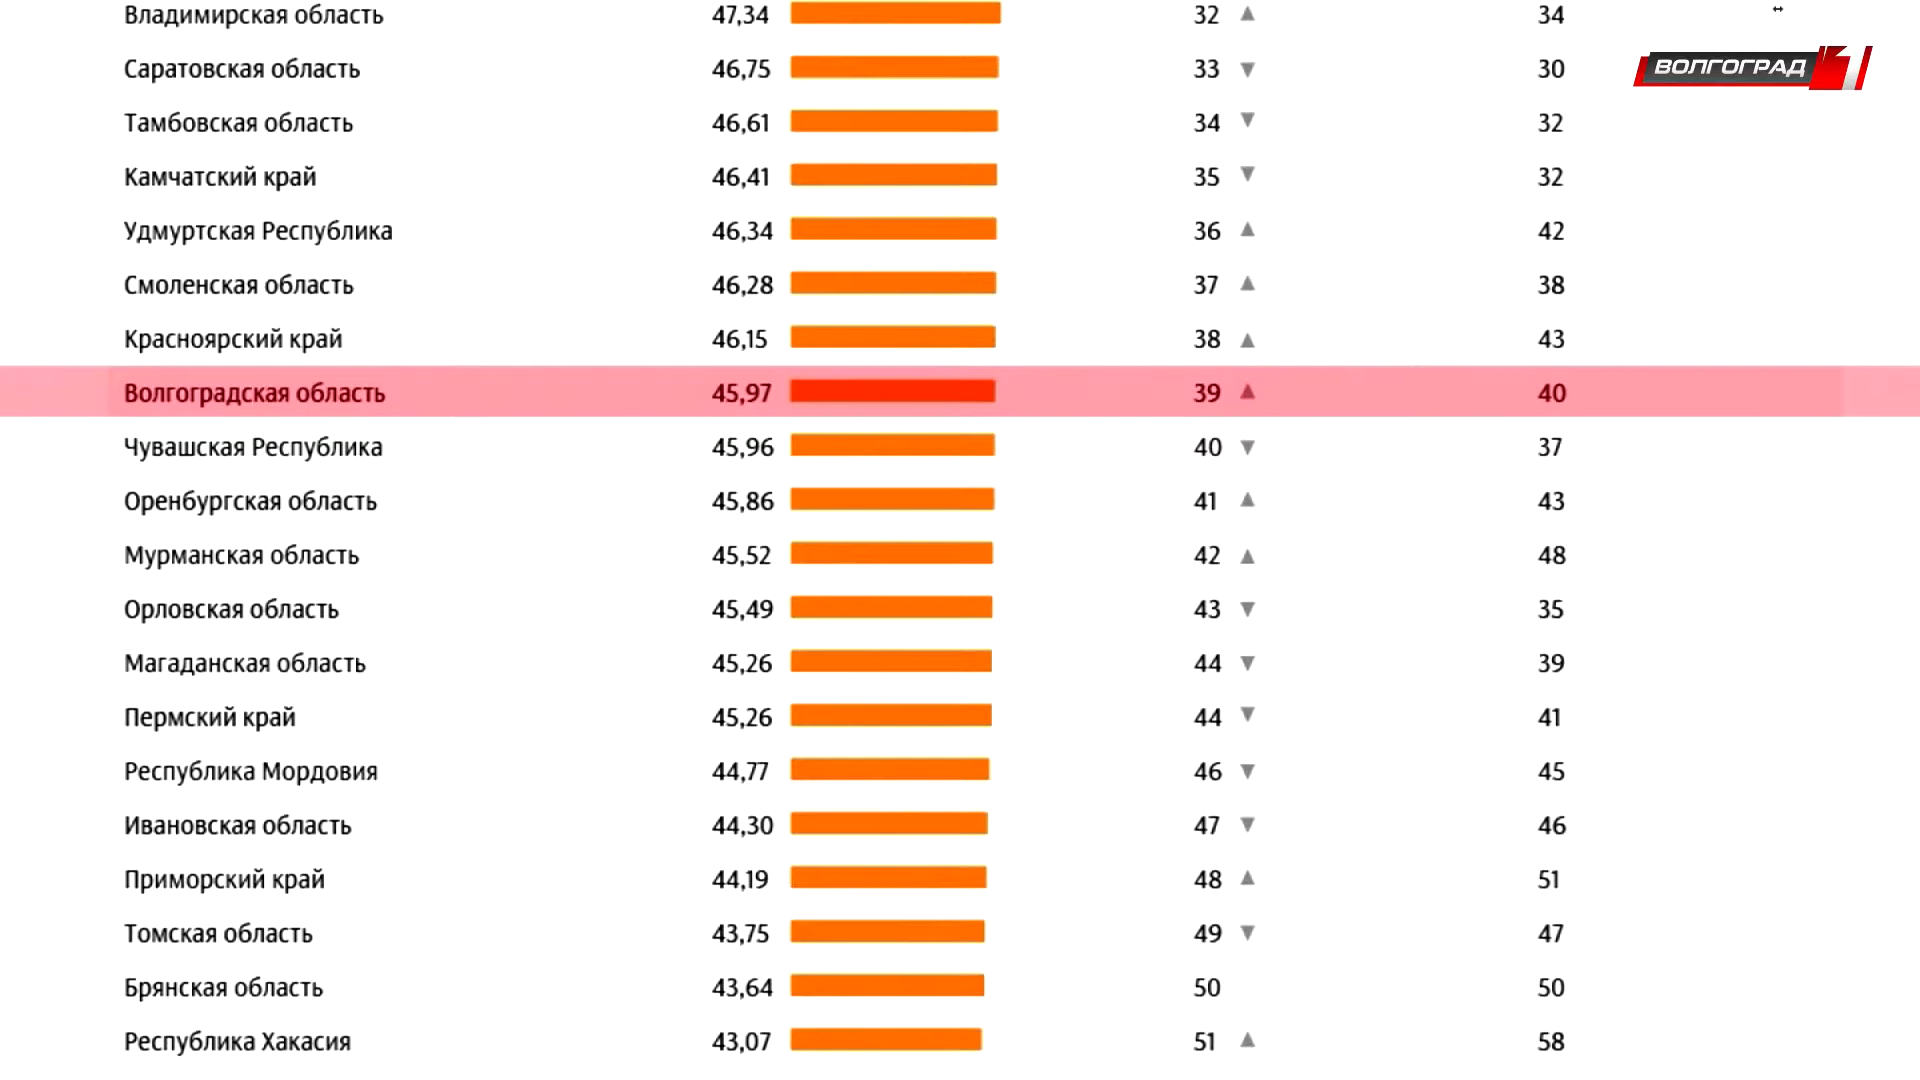 Владимирская область 47,34 32 ▲ 34
Саратовская область 46,75 33 ▼ 30
Тамбовская область 46,61 34 ▼ 32
Камчатский край 46,41 35 ▼ 32
Удмуртская Республика 46,34 36 ▲ 42
Смоленская область 46,28 37 ▲ 38
Красноярский край 46,15 38 ▲ 43
Волгоградская область 45,97 39 ▲ 40
Чувашская Республика 45,96 40 ▼ 37
Оренбургская область 45,86 41 ▲ 43
Мурманская область 45,52 42 ▲ 48
Орловская область 45,49 43 ▼ 35
Магаданская область 45,26 44 ▼ 39
Пермский край 45,26 44 ▼ 41
Республика Мордовия 44,77 46 ▼ 45
Ивановская область 44,30 47 ▼ 46
Приморский край 44,19 48 ▲ 51
Томская область 43,75 49 ▼ 47
Брянская область 43,64 50 50
Республика Хакасия 43,07 51 ▲ 58
ВОЛГОГРАД 1